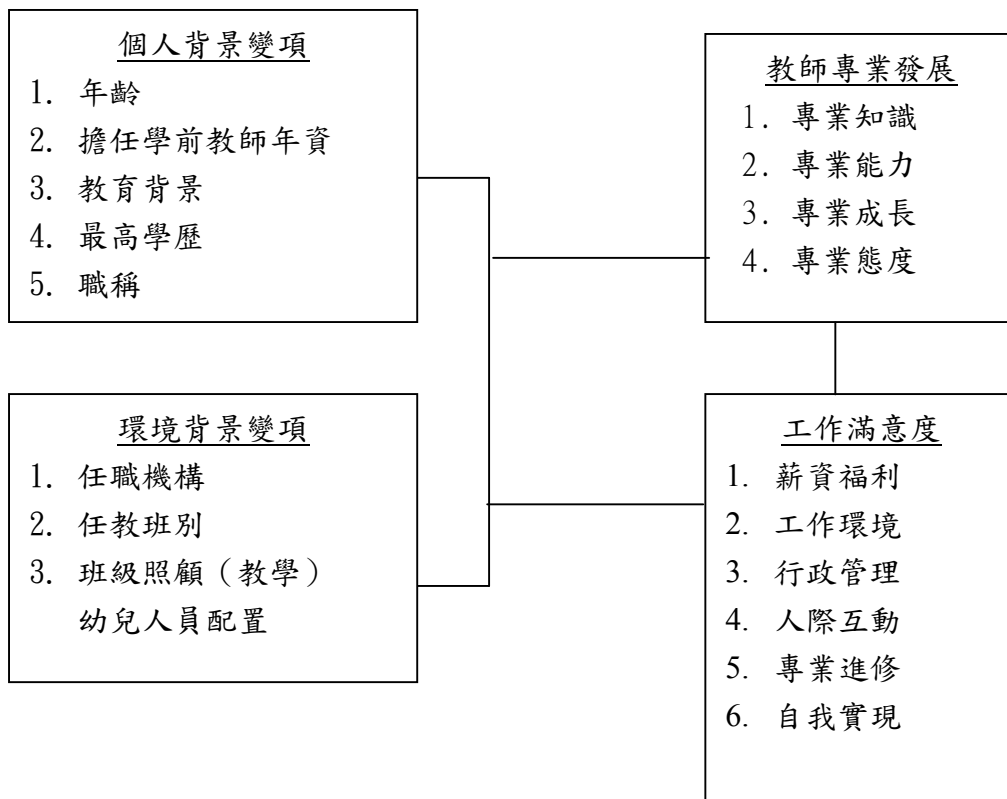 個人背景變項
1. 年齡
2. 擔任學前教師年資
3. 教育背景
4. 最高學歷
5. 職稱
教師專業發展
1. 專業知識
2. 專業能力
3. 專業成長
4. 專業態度
環境背景變項
1. 任職機構
2. 任教班別
3. 班級照顧（教學）
幼兒人員配置
工作滿意度
1. 薪資福利
2. 工作環境
3. 行政管理
4. 人際互動
5. 專業進修
6. 自我實現